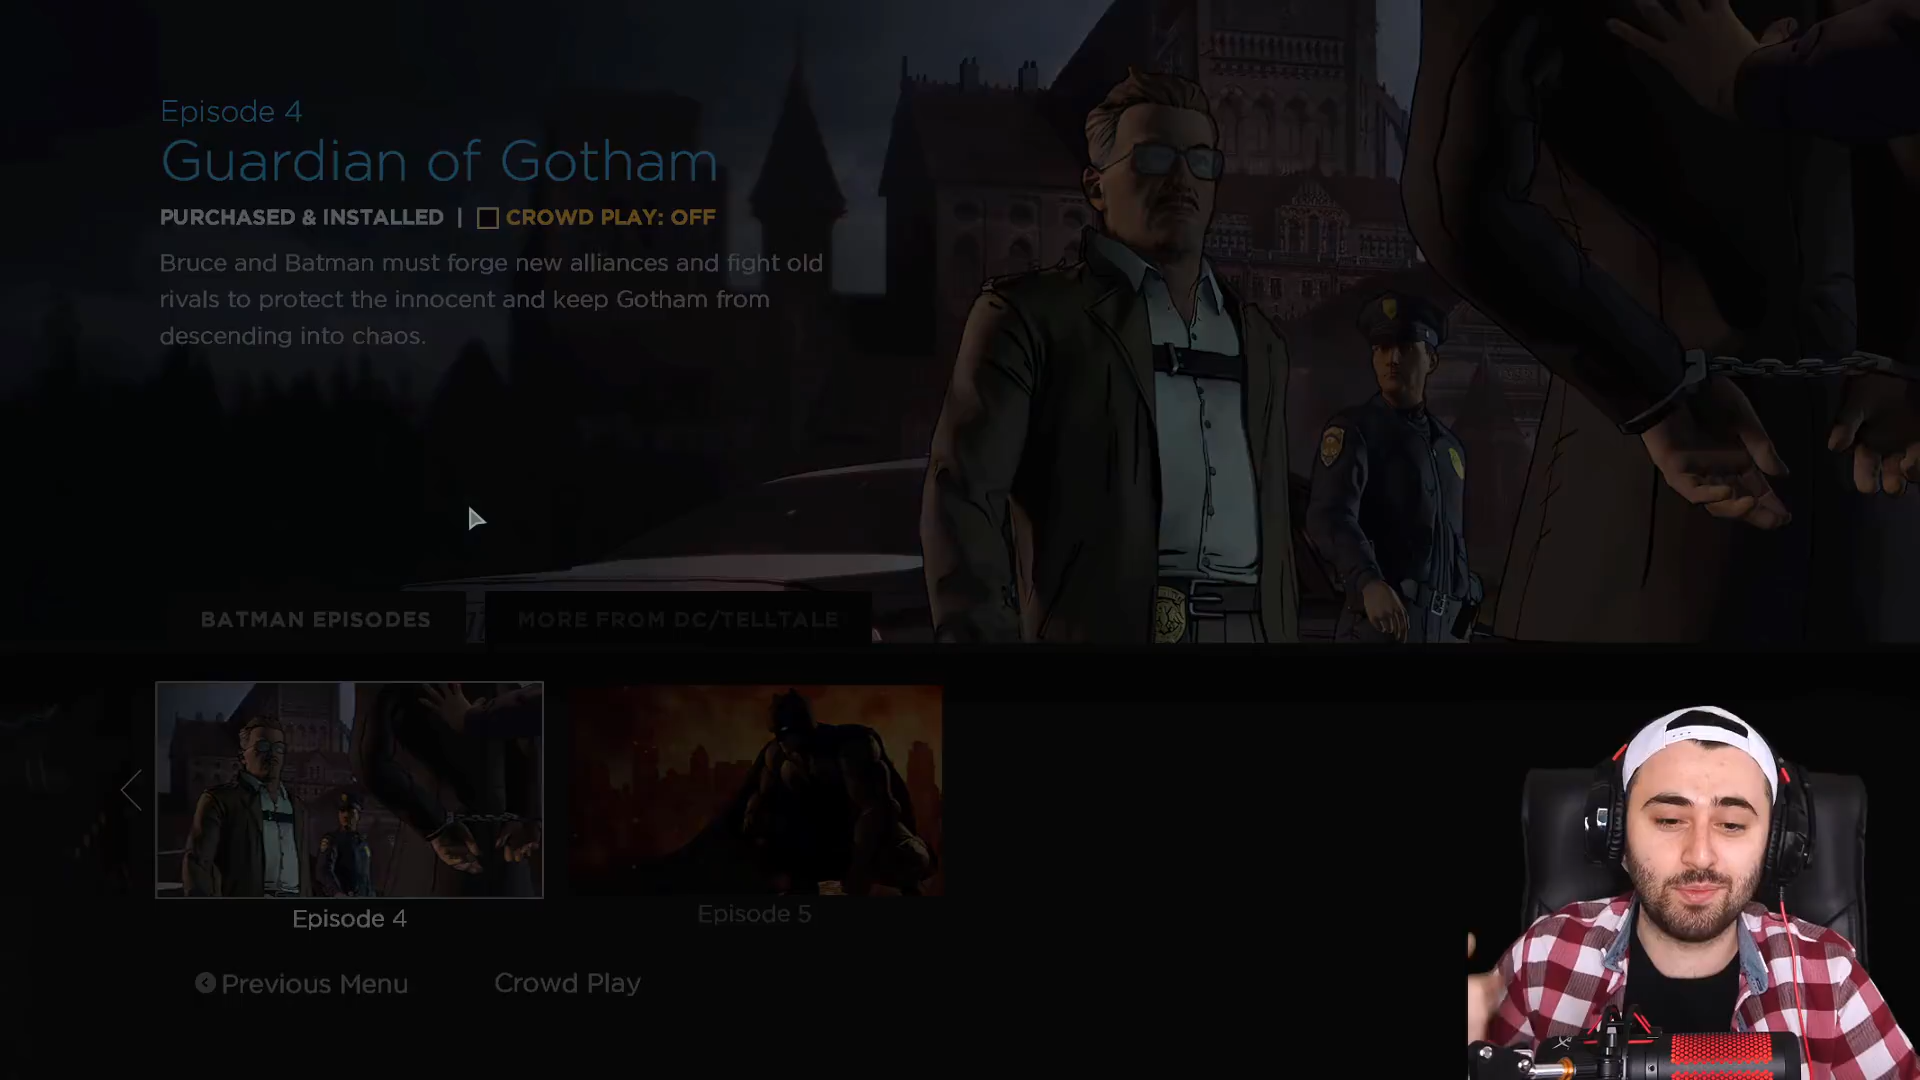 Episode 4
Guardian of Gotham
PURCHASED & INSTALLED | CROWD PLAY: OFF
Bruce and Batman must forge new alliances and fight old
rivals to protect the innocent and keep Gotham from
descending into chaos.
BATMAN EPISODES
MORE FROM DC/TELLTALE
Episode 4
Episode 5
Previous Menu
Crowd Play